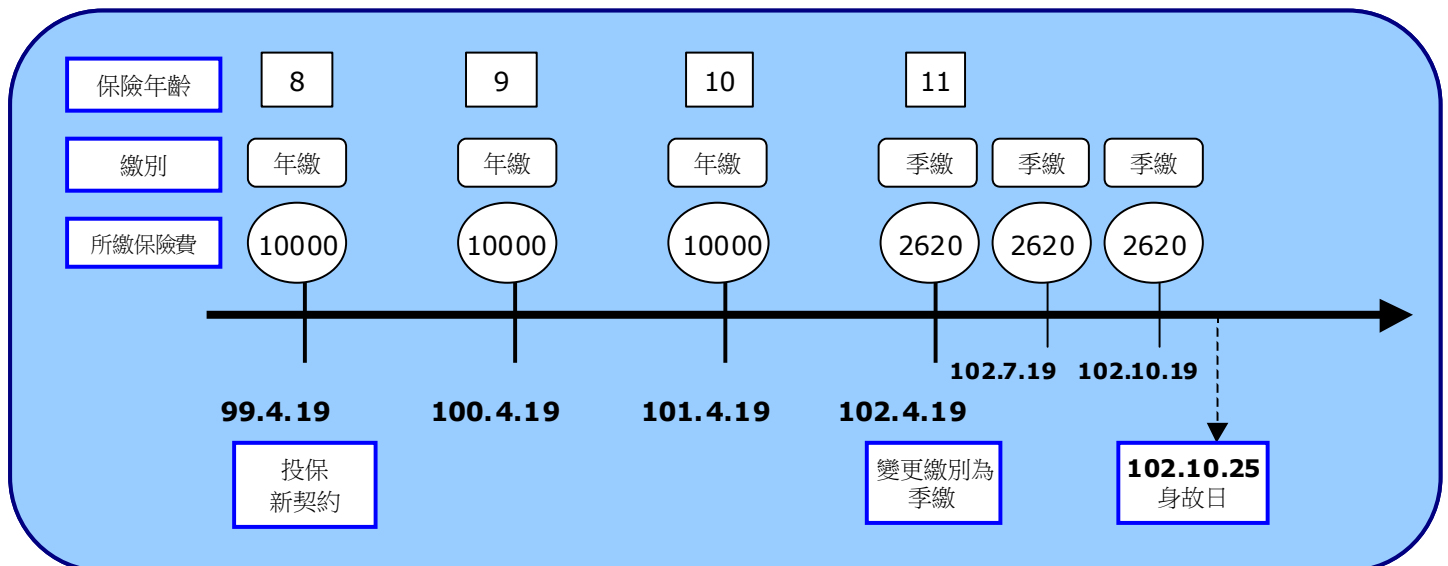 保險年齡 8 9 10 11
繳別 年繳 年繳 年繳 季繳 季繳 季繳
所繳保險費 10000 10000 10000 2620 2620 2620
102.7.19 102.10.19
99.4.19 100.4.19 101.4.19 102.4.19
投保
新契約
變更繳別為
季繳
102.10.25
身故日